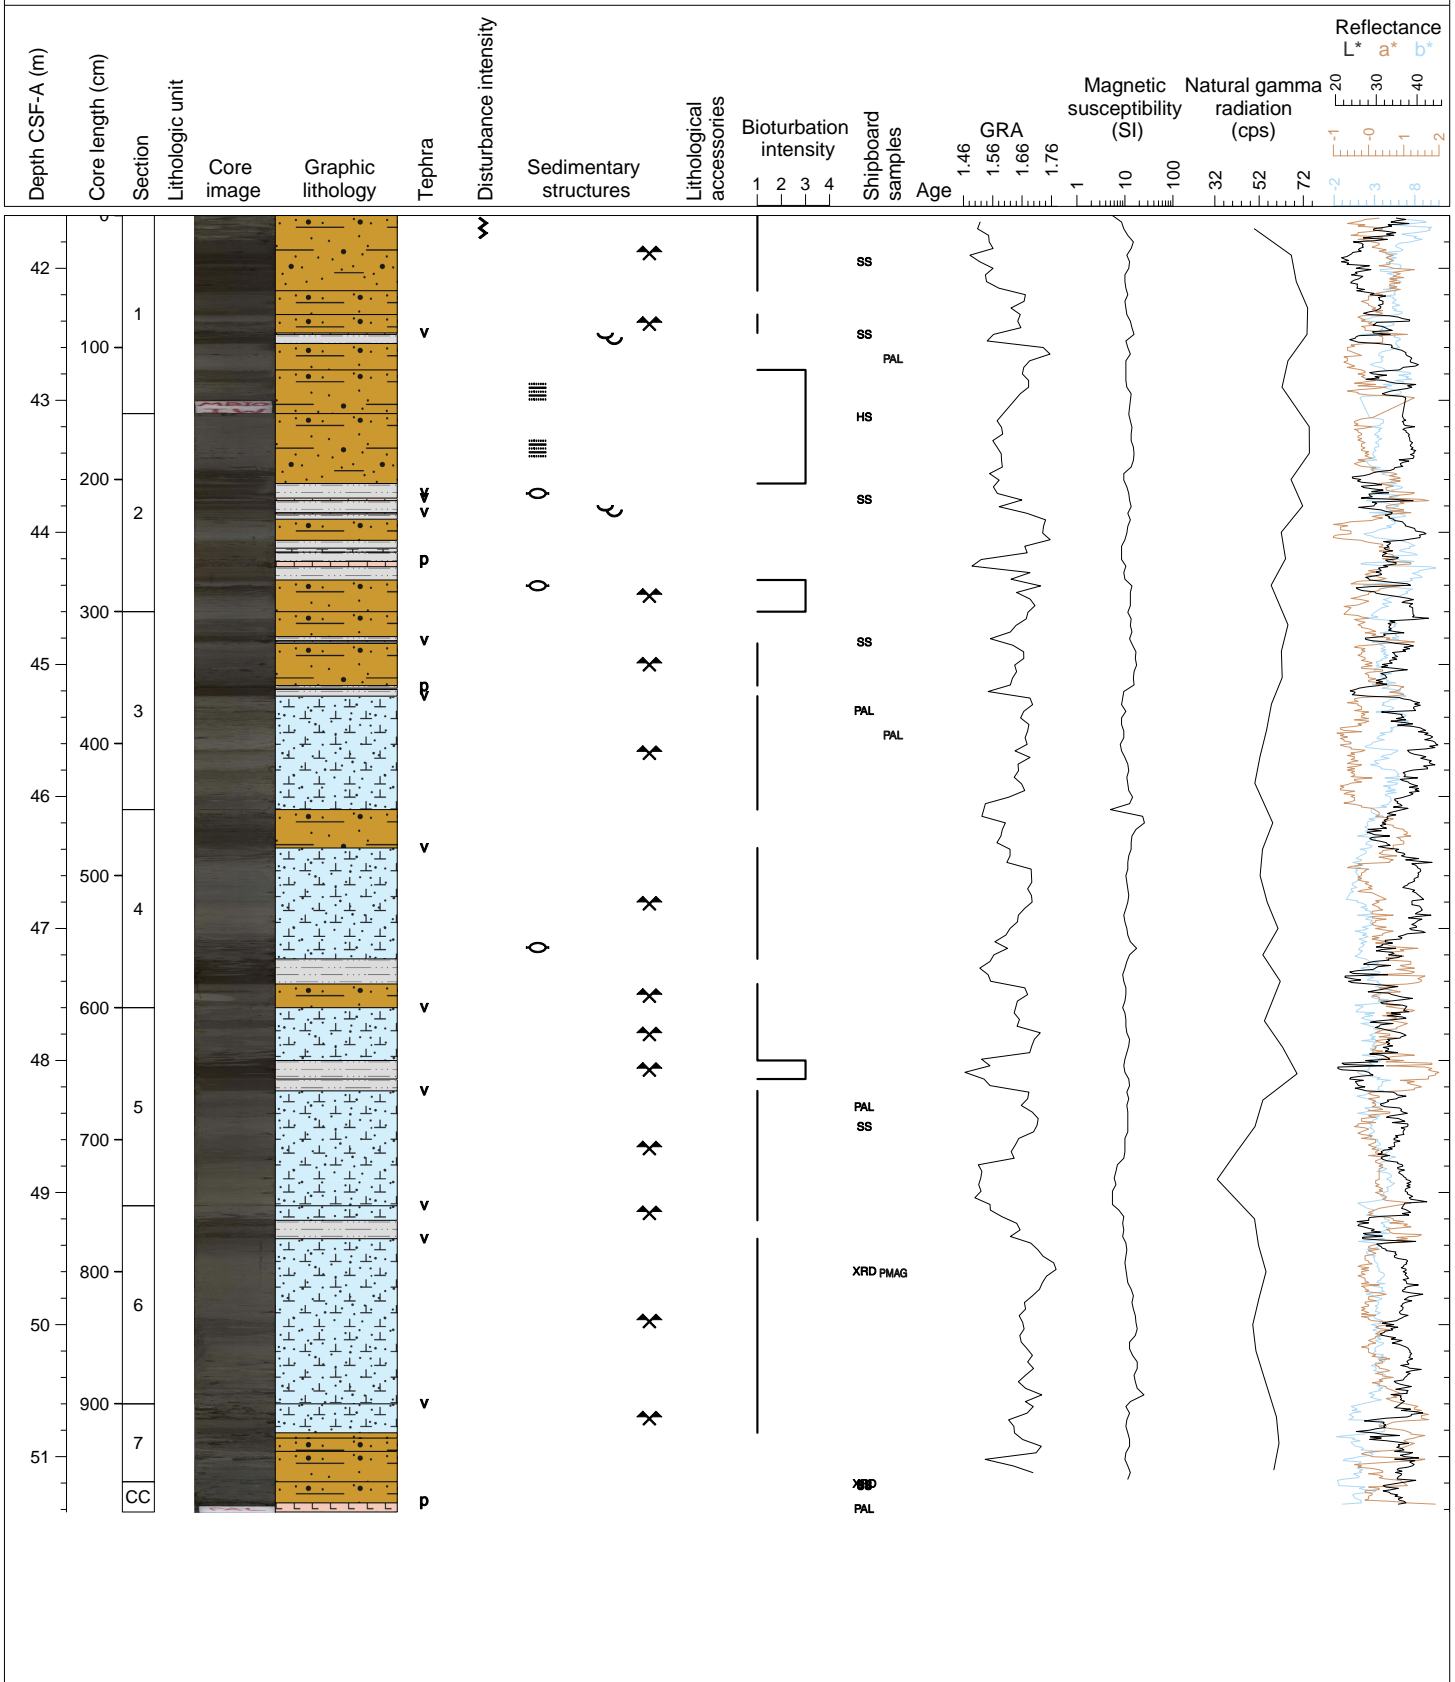 Depth CSF-A (m)
Core length (cm)
Section
Lithologic unit
Core image
Graphic lithology
Tephra
Disturbance intensity
Sedimentary structures
Lithological accessories
Bioturbation intensity
1 2 3 4
Shipboard samples
Age
GRA
1.46 1.56 1.66 1.76
Magnetic susceptibility (SI)
1 10 100
Natural gamma radiation (cps)
32 52 72
Reflectance
L* a* b*
20 30 40
-1 -0 1 2
-2 3 8
0
42 SS
1
v SS
100 PAL
43 HS
200
v
v SS
2 v
44
p
300
v SS
45
p
v
3 PAL
400 PAL
46
v
500
4
47
600 v
48
v
5 PAL
SS
700
49 v
v
800 XRD PMAG
6
50
900 v
7
51
XRD
CC p
PAL